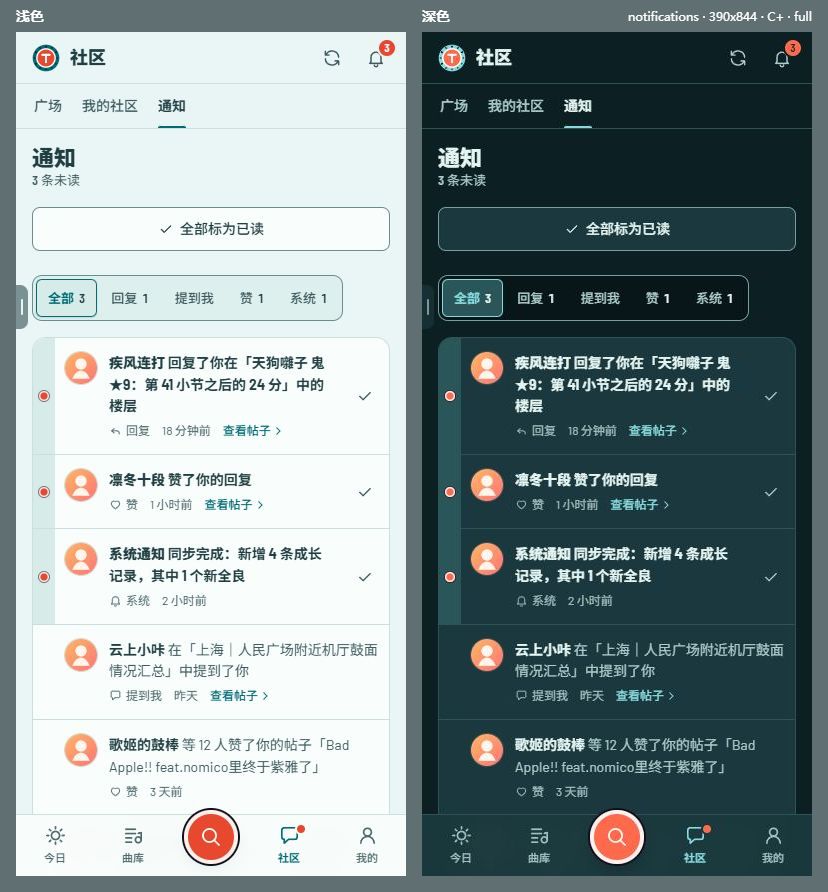 浅色
社区
3
广场 我的社区 通知
通知
3 条未读
全部标为已读
全部 3 回复 1 提到我 赞 1 系统 1
疾风连打 回复了你在「天狗囃子 鬼
★9：第 41 小节之后的 24 分」中的
楼层
回复 18 分钟前 查看帖子
凛冬十段 赞了你的回复
赞 1 小时前 查看帖子
系统通知 同步完成：新增 4 条成长
记录，其中 1 个新全良
系统 2 小时前
云上小咔 在「上海｜人民广场附近机厅鼓面
情况汇总」中提到了你
提到我 昨天 查看帖子
歌姬的鼓棒 等 12 人赞了你的帖子「Bad
Apple!! feat.nomico里终于紫雅了」
赞 3 天前
今日 曲库 社区 我的
深色
notifications · 390x844 · C+ · full
社区
3
广场 我的社区 通知
通知
3 条未读
全部标为已读
全部 3 回复 1 提到我 赞 1 系统 1
疾风连打 回复了你在「天狗囃子 鬼
★9：第 41 小节之后的 24 分」中的
楼层
回复 18 分钟前 查看帖子
凛冬十段 赞了你的回复
赞 1 小时前 查看帖子
系统通知 同步完成：新增 4 条成长
记录，其中 1 个新全良
系统 2 小时前
云上小咔 在「上海｜人民广场附近机厅鼓面
情况汇总」中提到了你
提到我 昨天 查看帖子
歌姬的鼓棒 等 12 人赞了你的帖子「Bad
Apple!! feat.nomico里终于紫雅了」
赞 3 天前
今日 曲库 社区 我的